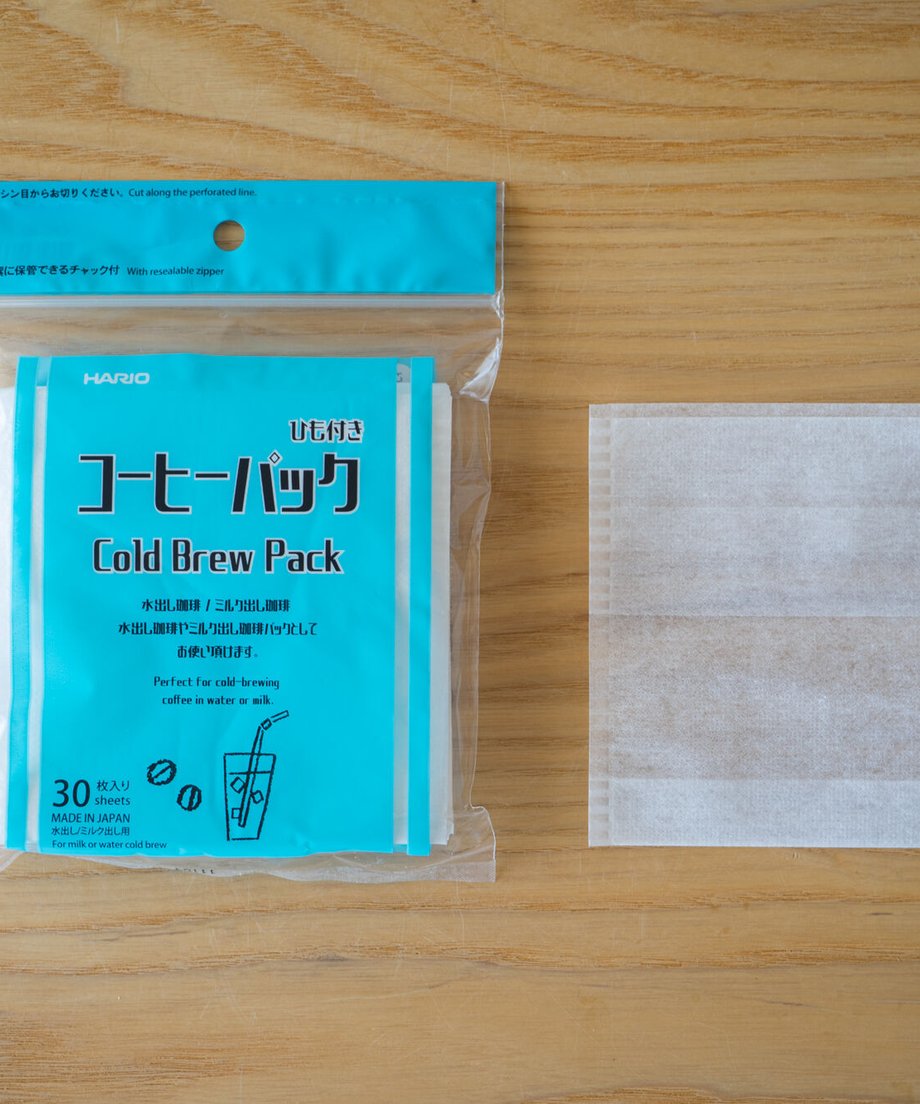 シン目からお切りください。Cut along the perforated line.
に保管できるチャック付 With resealable zipper
HARIO
ひも付き
コーヒーパック
Cold Brew Pack
水出し珈琲 / ミルク出し珈琲
水出し珈琲やミルク出し珈琲パックとして
お使い頂けます。
Perfect for cold-brewing
coffee in water or milk.
30 枚入り
sheets
MADE IN JAPAN
水出し/ミルク出し用
For milk or water cold brew